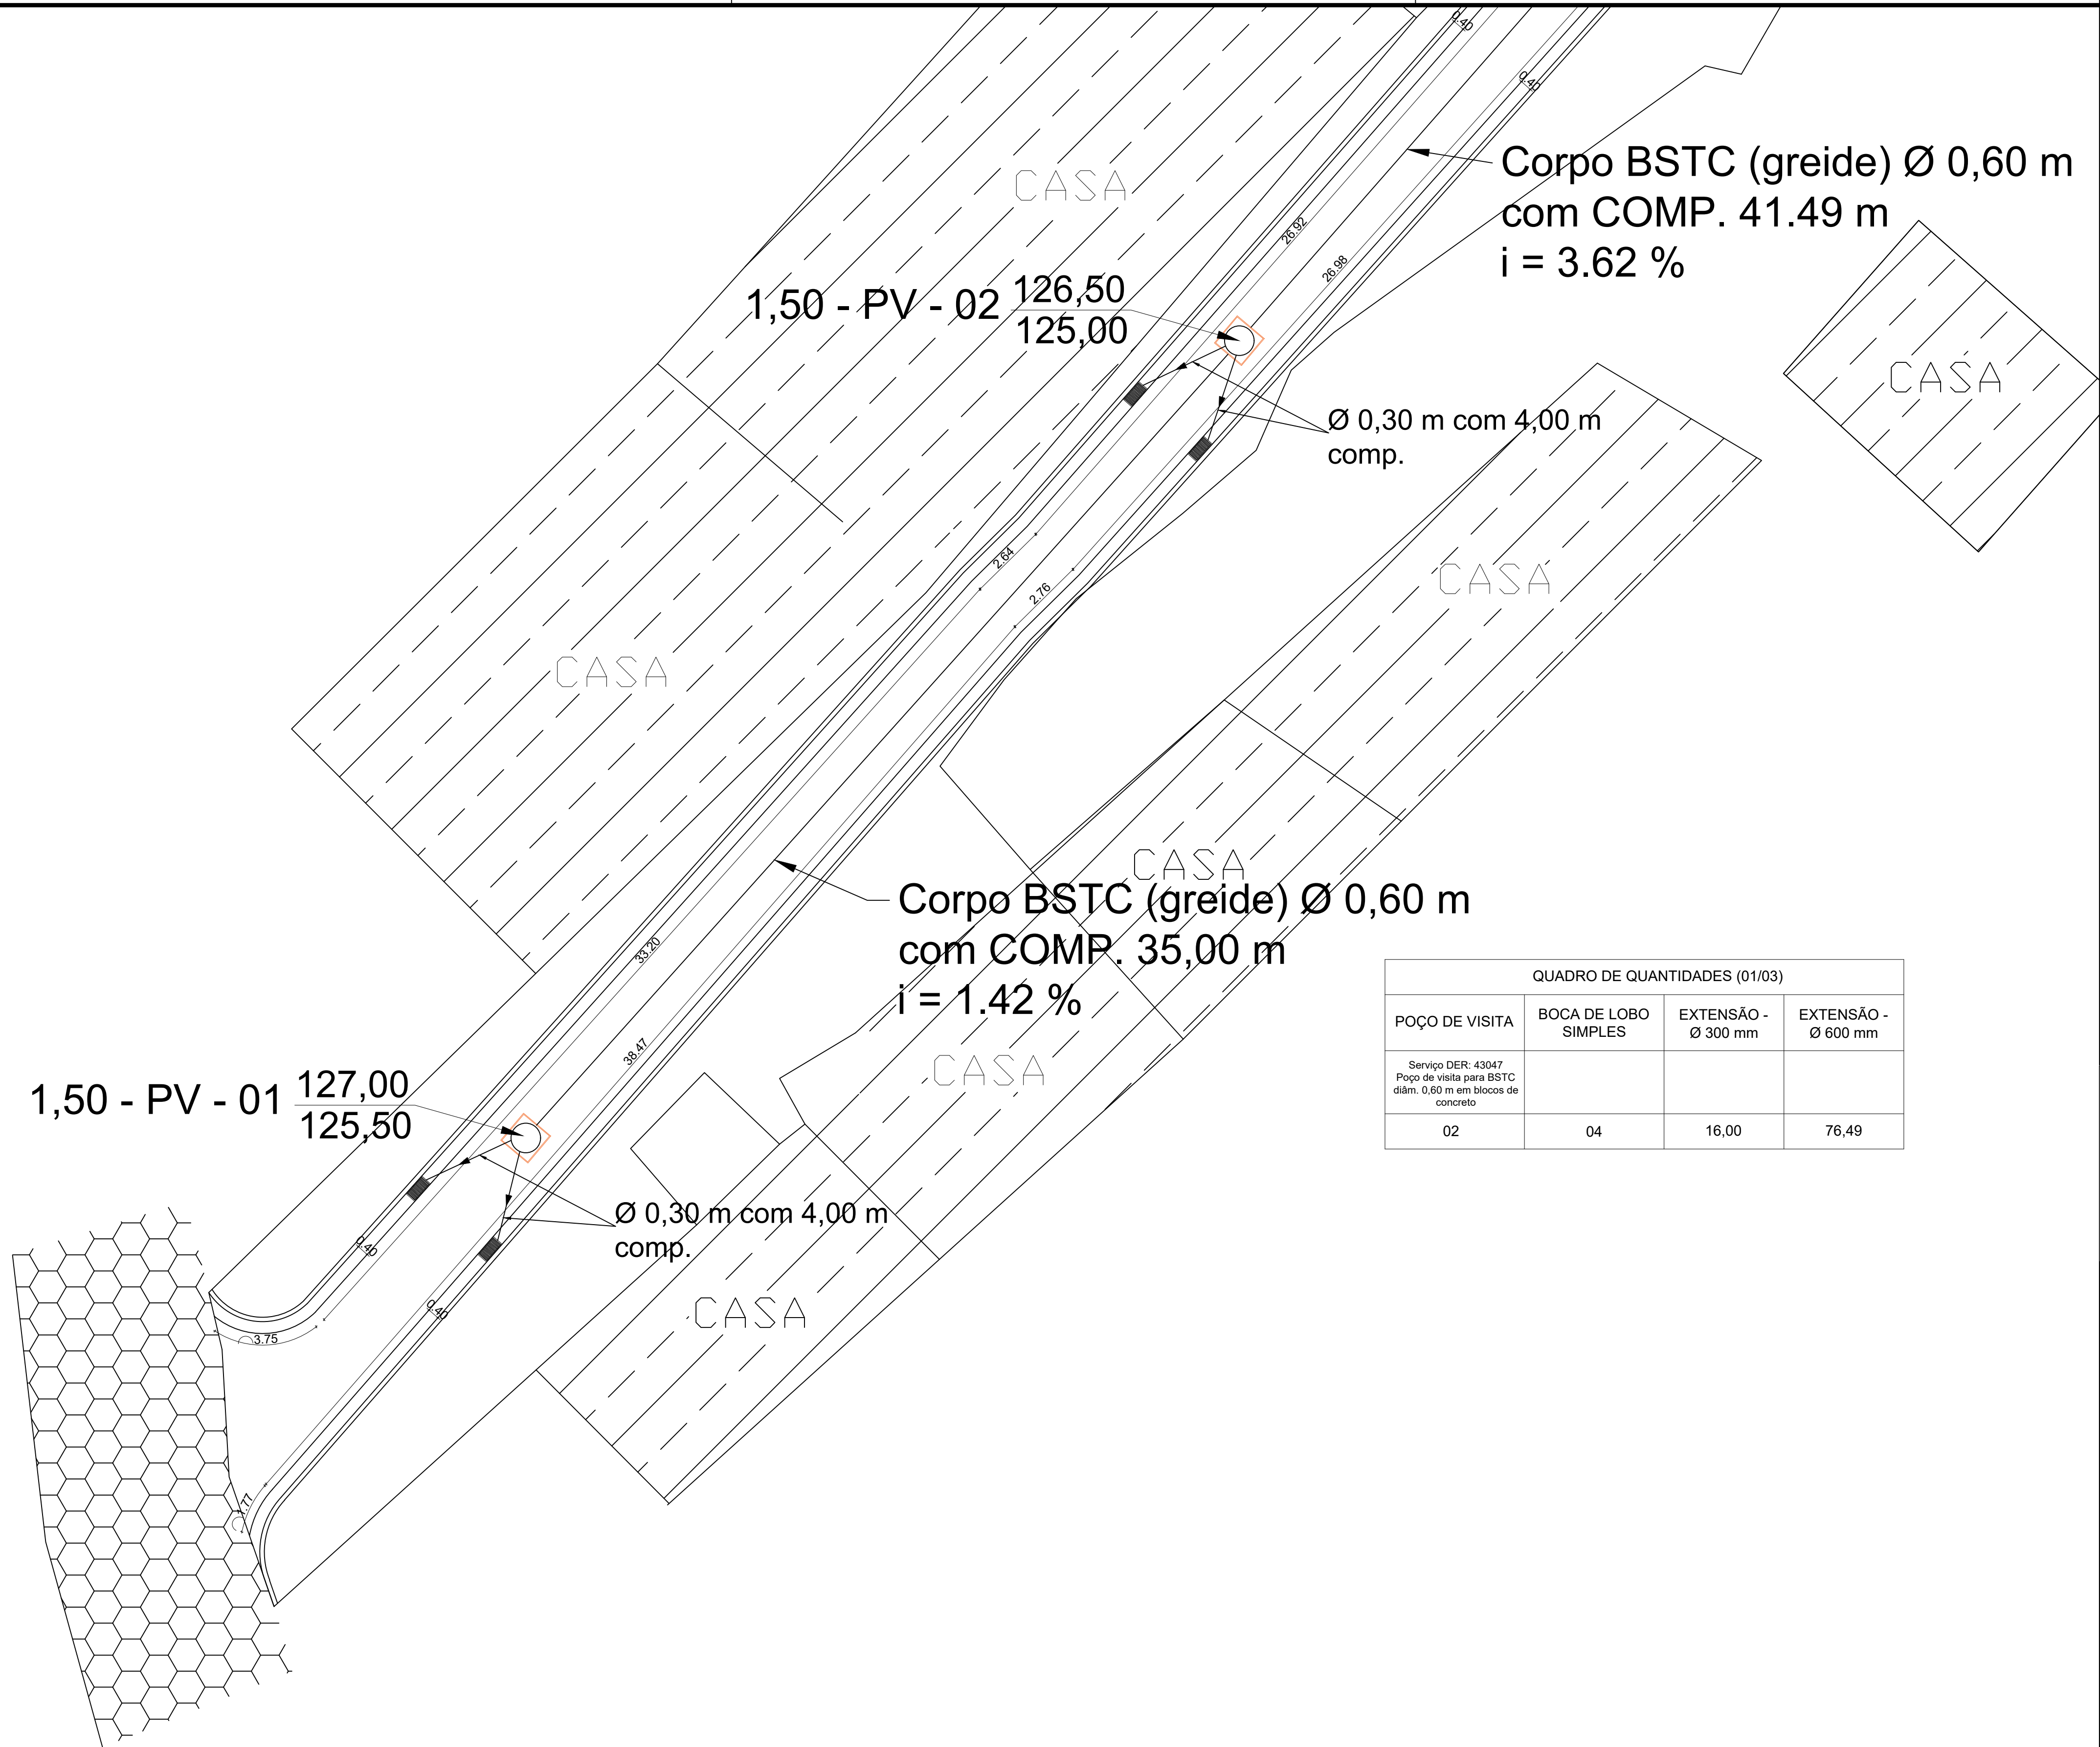 0.40
0.40
Corpo BSTC (greide) Ø 0,60 m
com COMP. 41.49 m
i = 3.62 %
CASA
26.92
26.98
1,50 - PV - 02 126,50
125,00
CASA
Ø 0,30 m com 4,00 m
comp.
2.64
2.76
CASA
CASA
CASA
Corpo BSTC (greide) Ø 0,60 m
com COMP. 35,00 m
i = 1.42 %
33.20
38.47
CASA
1,50 - PV - 01 127,00
125,50
QUADRO DE QUANTIDADES (01/03)
POÇO DE VISITA
BOCA DE LOBO
SIMPLES
EXTENSÃO -
Ø 300 mm
EXTENSÃO -
Ø 600 mm
Serviço DER: 43047
Poço de visita para BSTC
diâm. 0,60 m em blocos de
concreto
02 04 16,00 76,49
Ø 0,30 m com 4,00 m
comp.
0.40
0.40
CASA
3.75